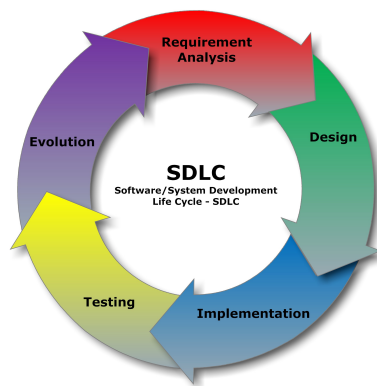 Requirement
Analysis
Design
Implementation
Testing
Evolution
SDLC
Software/System Development
Life Cycle - SDLC